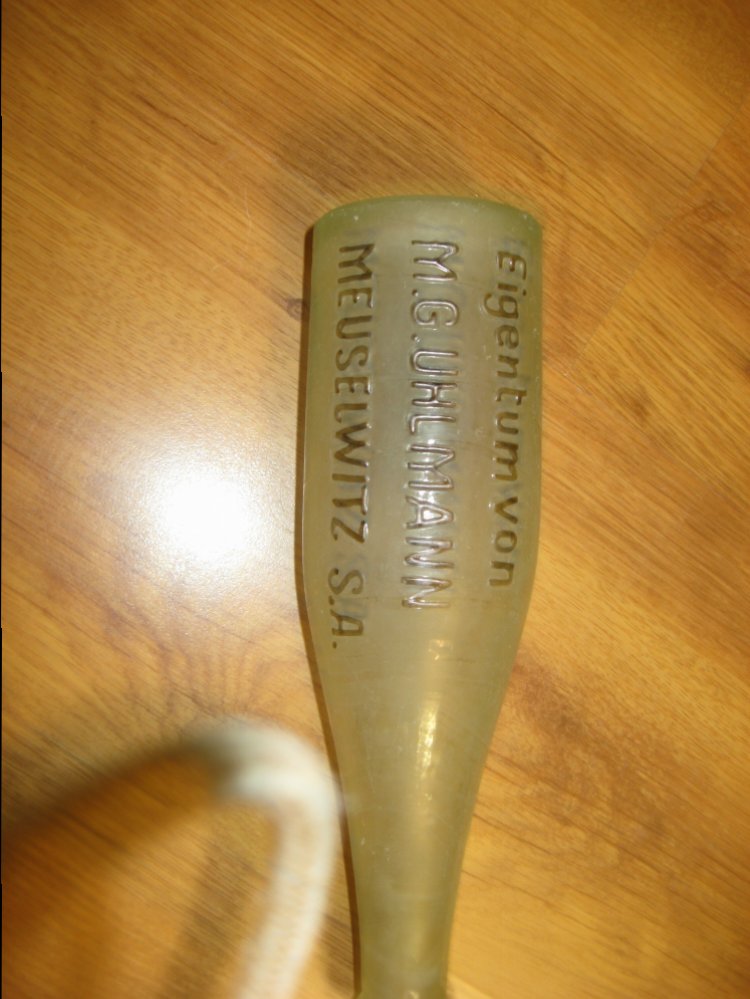 Eigentum von
M.G.UHLMANN
MEUSELWITZ S.A.